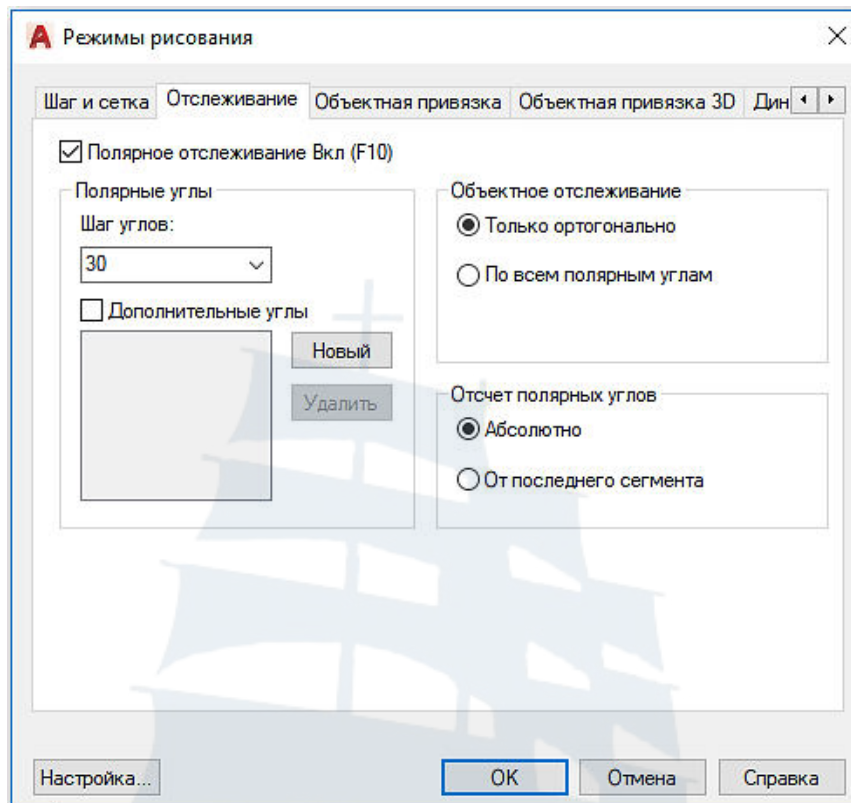 Режимы рисования
Шаг и сетка Отслеживание Объектная привязка Объектная привязка 3D Дин
Полярное отслеживание Вкл (F10)
Полярные углы
Шаг углов:
30
Дополнительные углы
Новый
Удалить
Объектное отслеживание
Только ортогонально
По всем полярным углам
Отсчет полярных углов
Абсолютно
От последнего сегмента
Настройка... OK Отмена Справка